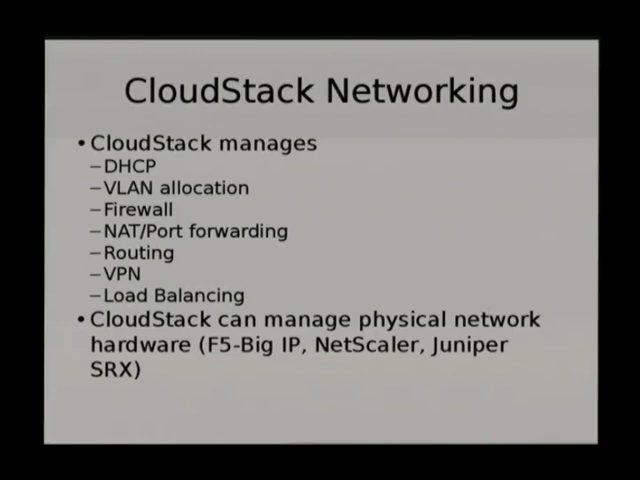 CloudStack Networking
• CloudStack manages
–DHCP
–VLAN allocation
–Firewall
–NAT/Port forwarding
–Routing
–VPN
–Load Balancing
• CloudStack can manage physical network
hardware (F5-Big IP, NetScaler, Juniper
SRX)